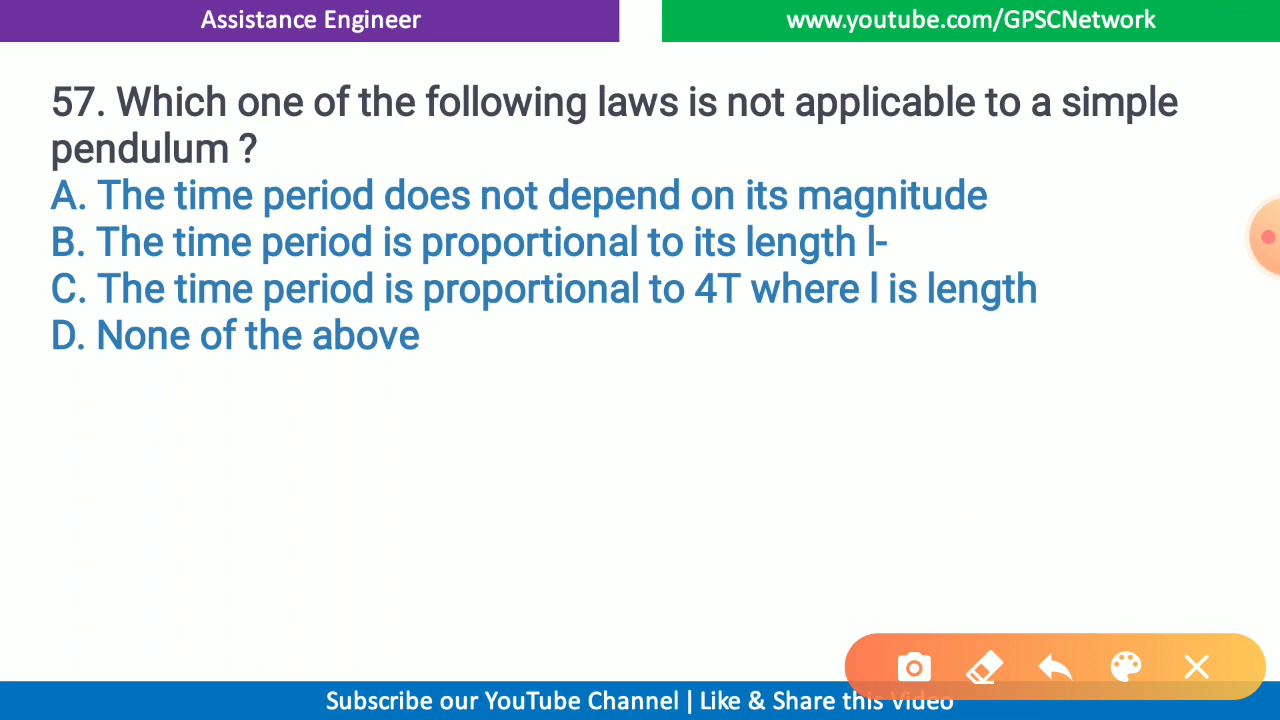 Assistance Engineer
www.youtube.com/GPSCNetwork
57. Which one of the following laws is not applicable to a simple
pendulum ?
A. The time period does not depend on its magnitude
B. The time period is proportional to its length l-
C. The time period is proportional to 4T where l is length
D. None of the above
Subscribe our YouTube Channel | Like & Share this Video